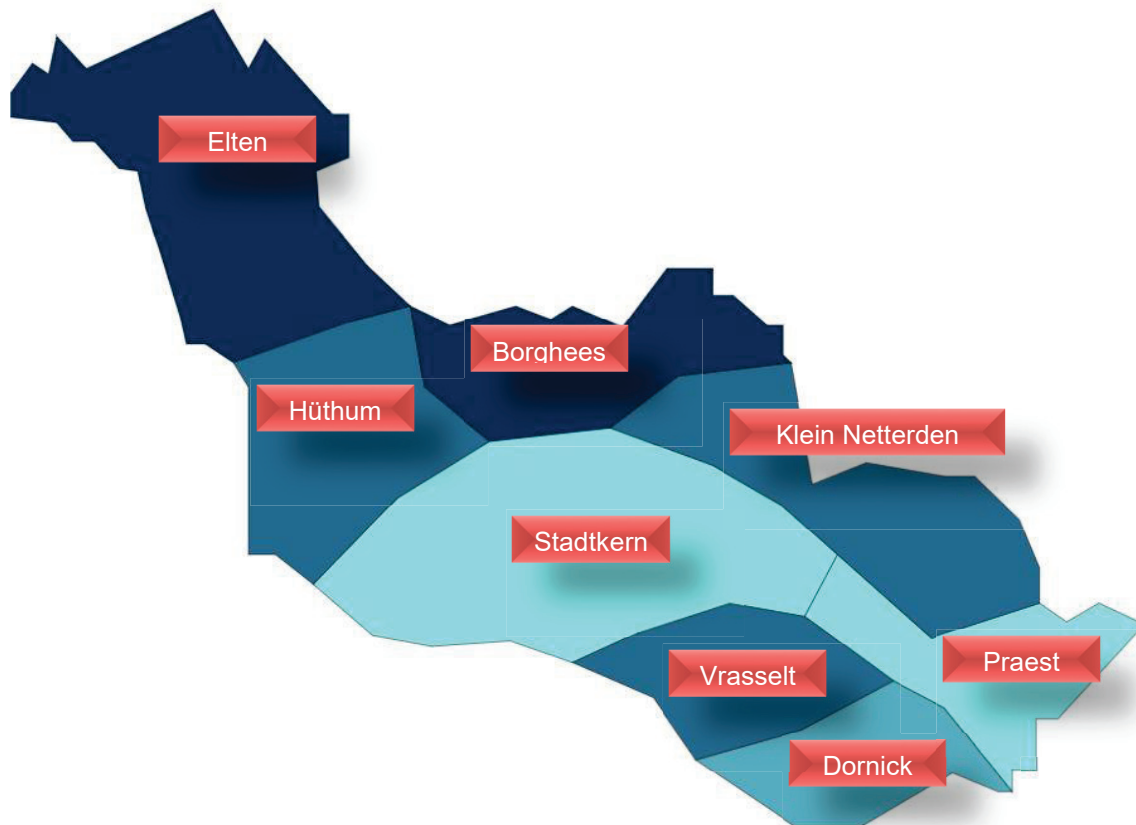 Elten
Borghees
Hüthum
Klein Netterden
Stadtkern
Vrasselt
Praest
Dornick